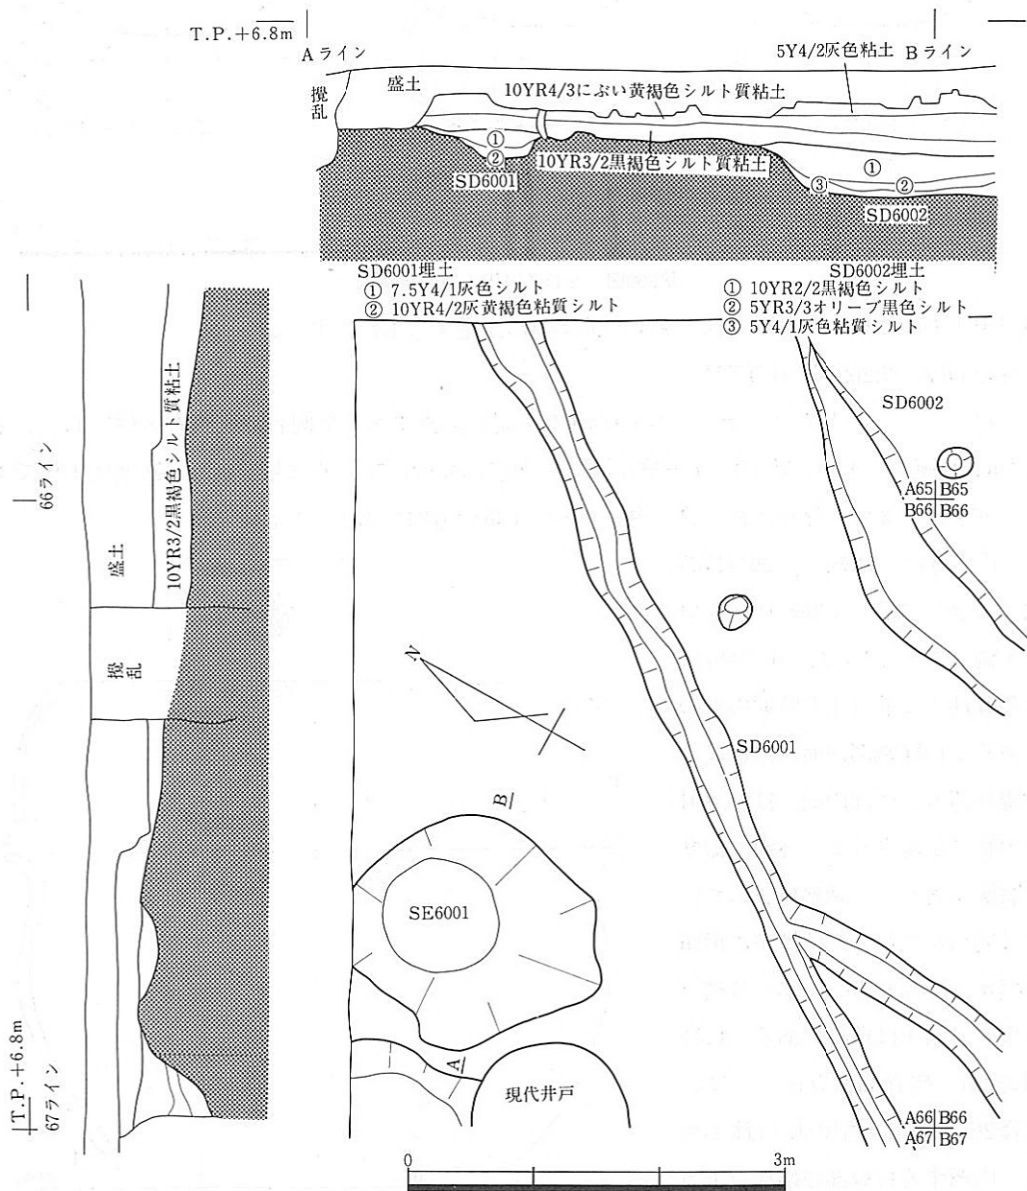 T.P.+6.8m
Aライン
5Y4/2灰色粘土
Bライン
攪乱
盛土
10YR4/3にぶい黄褐色シルト質粘土
①
②
SD6001
10YR3/2黒褐色シルト質粘土
①
②
③
SD6002
SD6001埋土
① 7.5Y4/1灰色シルト
② 10YR4/2灰黄褐色粘質シルト
SD6002埋土
① 10YR2/2黒褐色シルト
② 5YR3/3オリーブ黒色シルト
③ 5Y4/1灰色粘質シルト
66ライン
盛土
10YR3/2黒褐色シルト質粘土
攪乱
T.P.+6.8m
67ライン
SD6002
A65 B65
B66 B66
N
SD6001
B
SE6001
A
現代井戸
A66 B66
A67 B67
0
3m